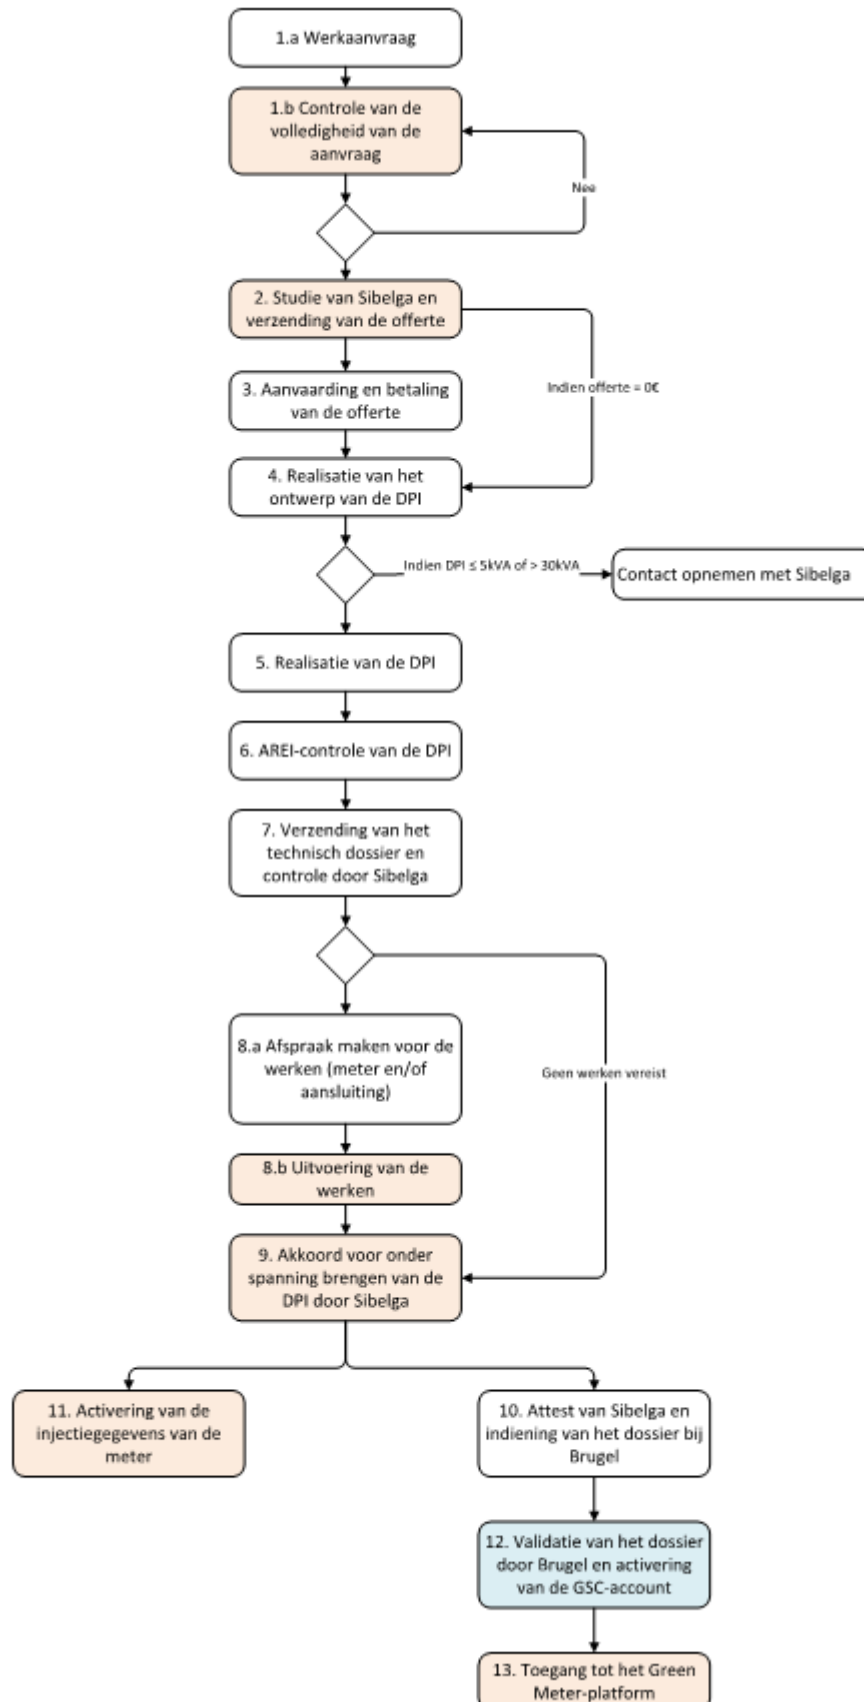 1.a Werkaanvraag
1.b Controle van de
volledigheid van de
aanvraag
Nee
2. Studie van Sibelga en
verzending van de offerte
3. Aanvaarding en betaling
van de offerte
Indien offerte = 0€
4. Realisatie van het
ontwerp van de DPI
Indien DPI ≤ 5kVA of > 30kVA
Contact opnemen met Sibelga
5. Realisatie van de DPI
6. AREI-controle van de DPI
7. Verzending van het
technisch dossier en
controle door Sibelga
8.a Afspraak maken voor de
werken (meter en/of
aansluiting)
Geen werken vereist
8.b Uitvoering van de
werken
9. Akkoord voor onder
spanning brengen van de
DPI door Sibelga
11. Activering van de
injectiegegevens van de
meter
10. Attest van Sibelga en
indiening van het dossier bij
Brugel
12. Validatie van het dossier
door Brugel en activering
van de GSC-account
13. Toegang tot het Green
Meter-platform